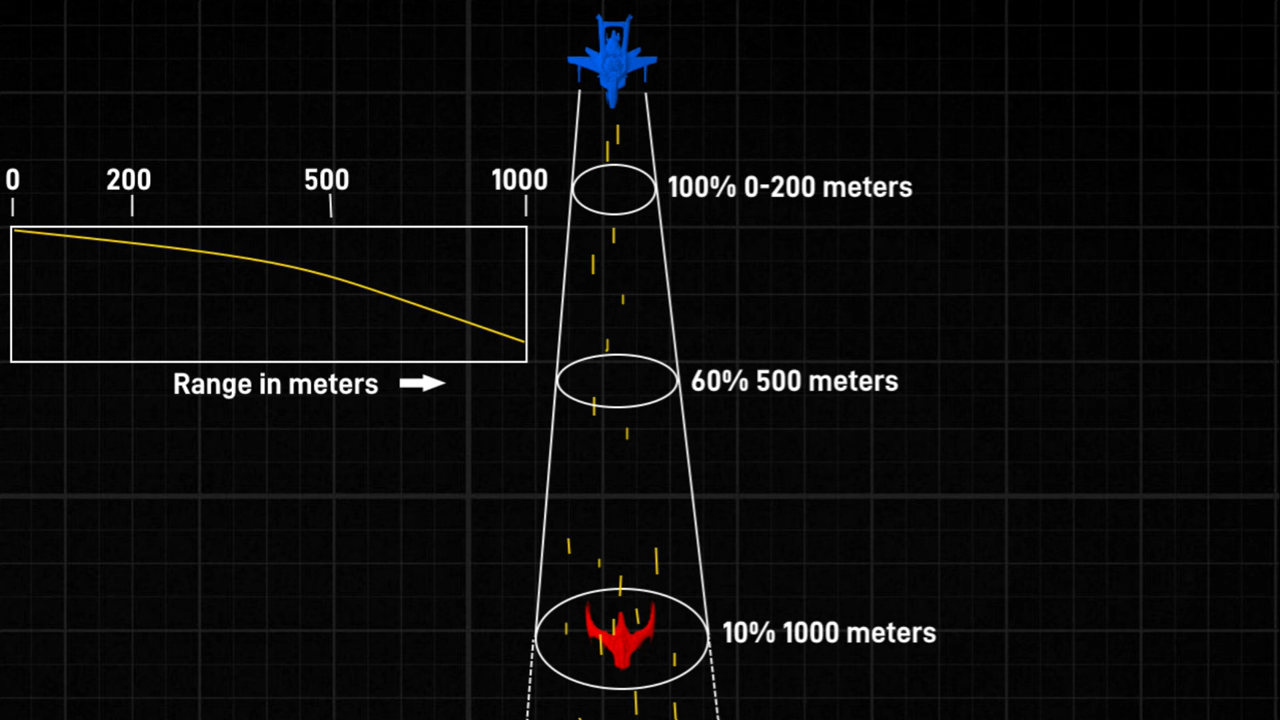 0 200 500 1000
Range in meters
100% 0-200 meters
60% 500 meters
10% 1000 meters